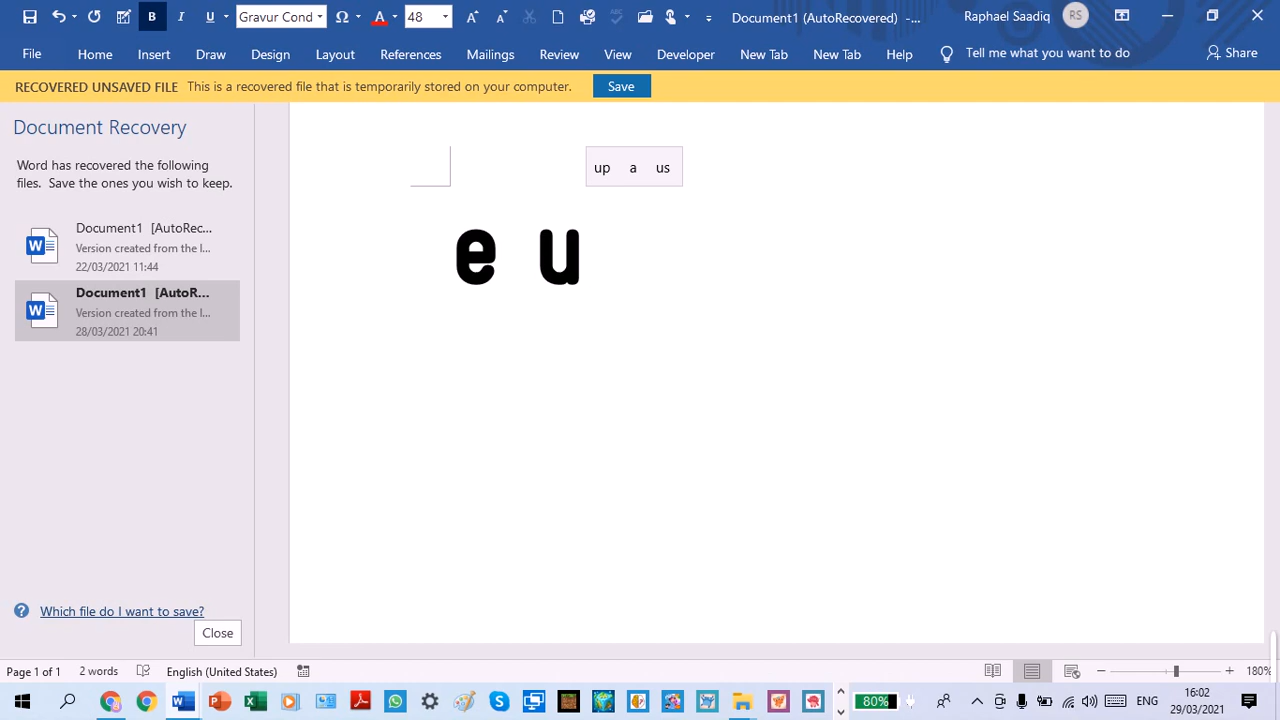 B I U Gravur Cond Ω A 48 A A Document1 (AutoRecovered) -... Raphael Saadiq RS
File Home Insert Draw Design Layout References Mailings Review View Developer New Tab New Tab Help Tell me what you want to do Share
RECOVERED UNSAVED FILE This is a recovered file that is temporarily stored on your computer. Save
Document Recovery
Word has recovered the following
files. Save the ones you wish to keep.
Document1 [AutoRec...
Version created from the l...
22/03/2021 11:44
Document1 [AutoR...
Version created from the l...
28/03/2021 20:41
up a us
e u
Which file do I want to save?
Close
Page 1 of 1 2 words English (United States) 180%
80% ENG 16:02
29/03/2021